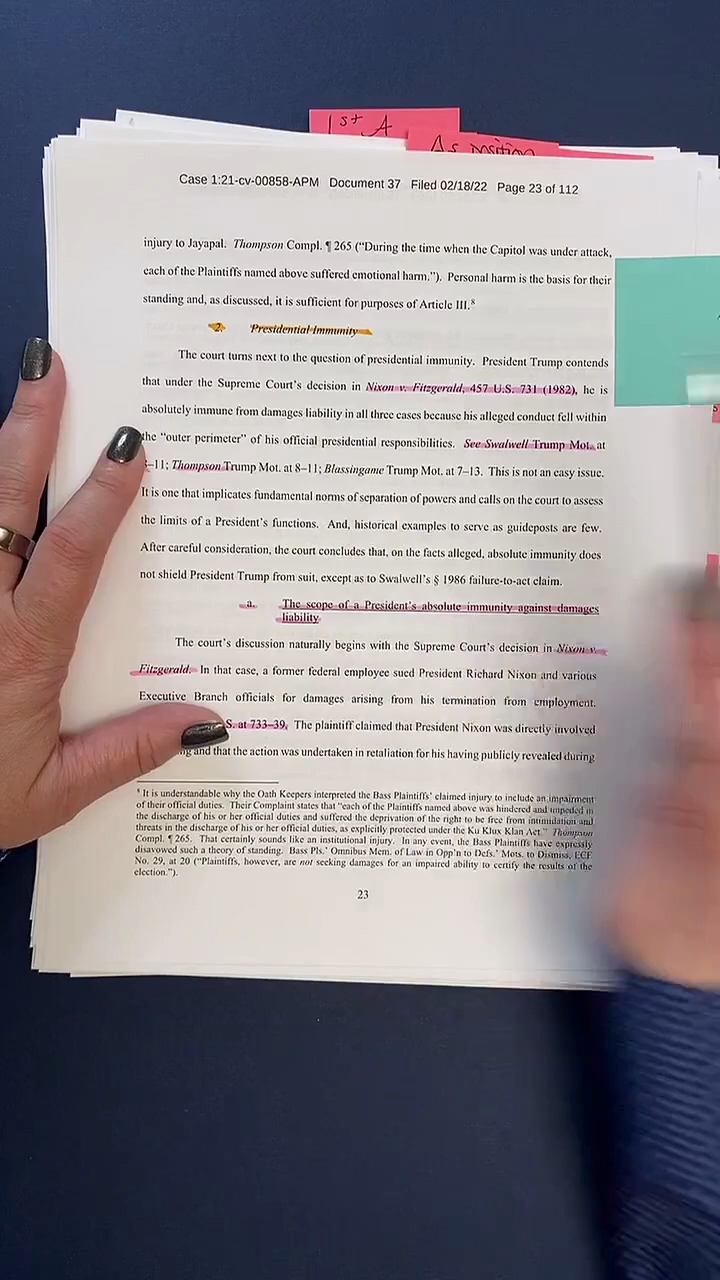 1st A
As
Case 1:21-cv-00858-APM Document 37 Filed 02/18/22 Page 23 of 112
injury to Jayapal. Thompson Compl. ¶ 265 (“During the time when the Capitol was under attack,
each of the Plaintiffs named above suffered emotional harm.”). Personal harm is the basis for their
standing and, as discussed, it is sufficient for purposes of Article III.⁸
2. Presidential Immunity
The court turns next to the question of presidential immunity. President Trump contends
that under the Supreme Court’s decision in Nixon v. Fitzgerald, 457 U.S. 731 (1982), he is
absolutely immune from damages liability in all three cases because his alleged conduct fell within
the “outer perimeter” of his official presidential responsibilities. See Swalwell Trump Mot. at
–11; Thompson Trump Mot. at 8–11; Blassingame Trump Mot. at 7–13. This is not an easy issue.
It is one that implicates fundamental norms of separation of powers and calls on the court to assess
the limits of a President’s functions. And, historical examples to serve as guideposts are few.
After careful consideration, the court concludes that, on the facts alleged, absolute immunity does
not shield President Trump from suit, except as to Swalwell’s § 1986 failure-to-act claim.
a. The scope of a President’s absolute immunity against damages
liability
The court’s discussion naturally begins with the Supreme Court’s decision in Nixon v.
Fitzgerald. In that case, a former federal employee sued President Richard Nixon and various
Executive Branch officials for damages arising from his termination from employment.
S. at 733–39. The plaintiff claimed that President Nixon was directly involved
and that the action was undertaken in retaliation for his having publicly revealed during
⁸ It is understandable why the Oath Keepers interpreted the Bass Plaintiffs’ claimed injury to include an impairment
of their official duties. Their Complaint states that “each of the Plaintiffs named above was hindered and impeded in
the discharge of his or her official duties and suffered the deprivation of the right to be free from intimidation and
threats in the discharge of his or her official duties, as explicitly protected under the Ku Klux Klan Act.” Thompson
Compl. ¶ 265. That certainly sounds like an institutional injury. In any event, the Bass Plaintiffs have expressly
disavowed such a theory of standing. Bass Pls.’ Omnibus Mem. of Law in Opp’n to Defs.’ Mots. to Dismiss, ECF
No. 29, at 20 (“Plaintiffs, however, are not seeking damages for an impaired ability to certify the results of the
election.”).
23